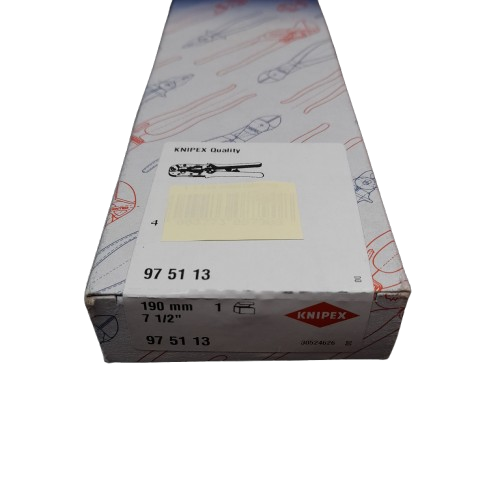 KNIPEX Quality
4
97 51 13
190 mm 1
7 1/2"
KNIPEX
97 51 13